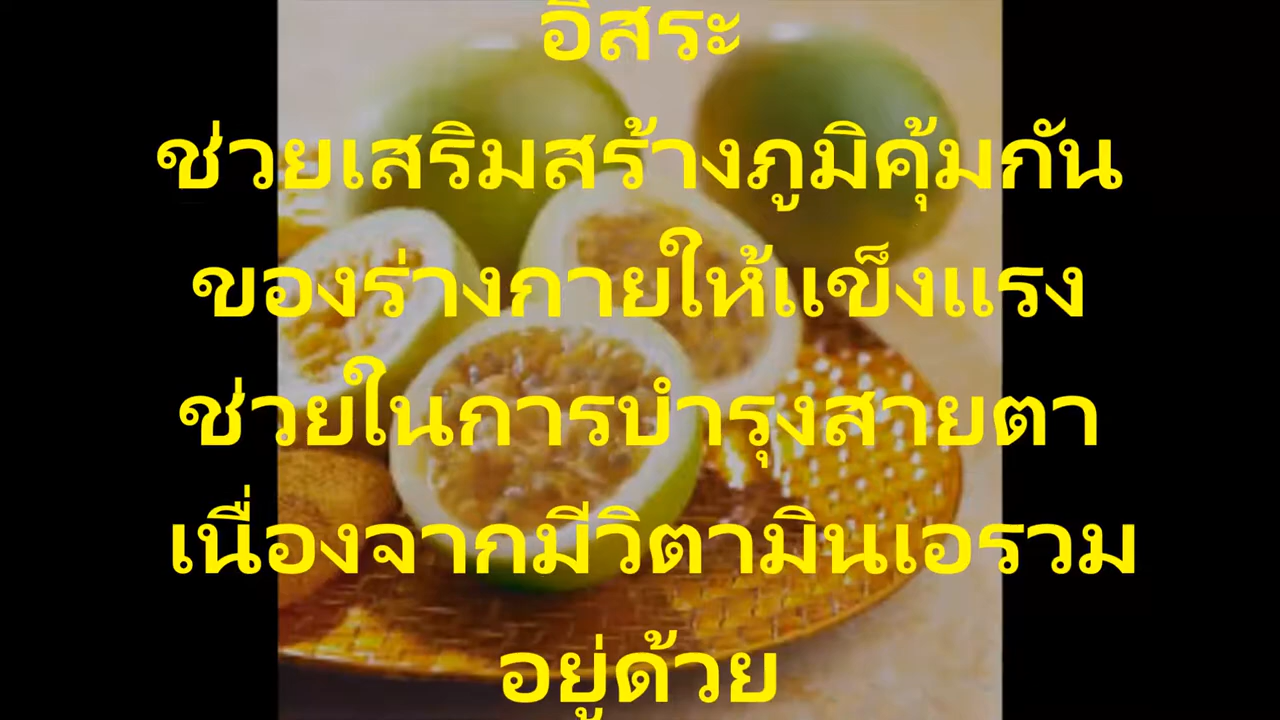 อิสระ
ช่วยเสริมสร้างภูมิคุ้มกัน
ของร่างกายให้แข็งแรง
ช่วยในการบำรุงสายตา
เนื่องจากมีวิตามินเอรวม
อยู่ด้วย